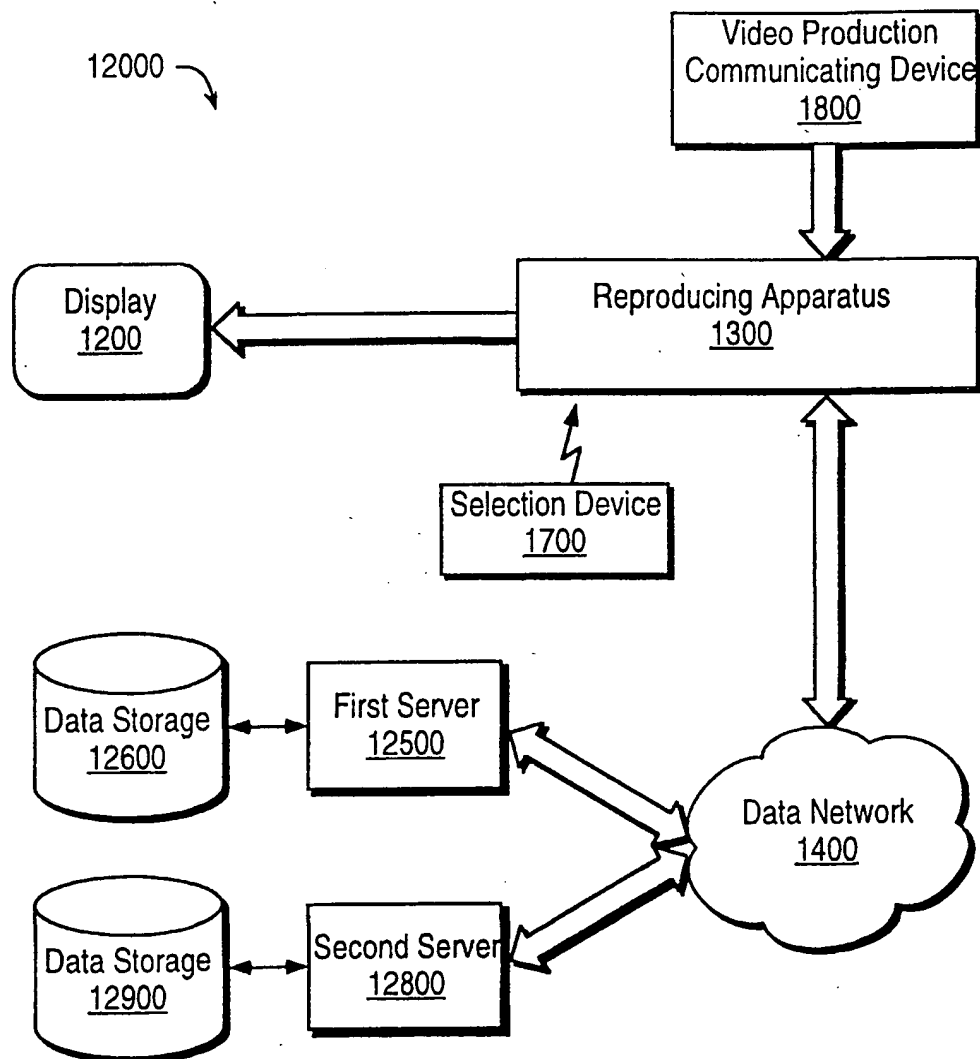 12000
Video Production
Communicating Device
1800
Display
1200
Reproducing Apparatus
1300
Selection Device
1700
Data Storage
12600
First Server
12500
Data Network
1400
Data Storage
12900
Second Server
12800